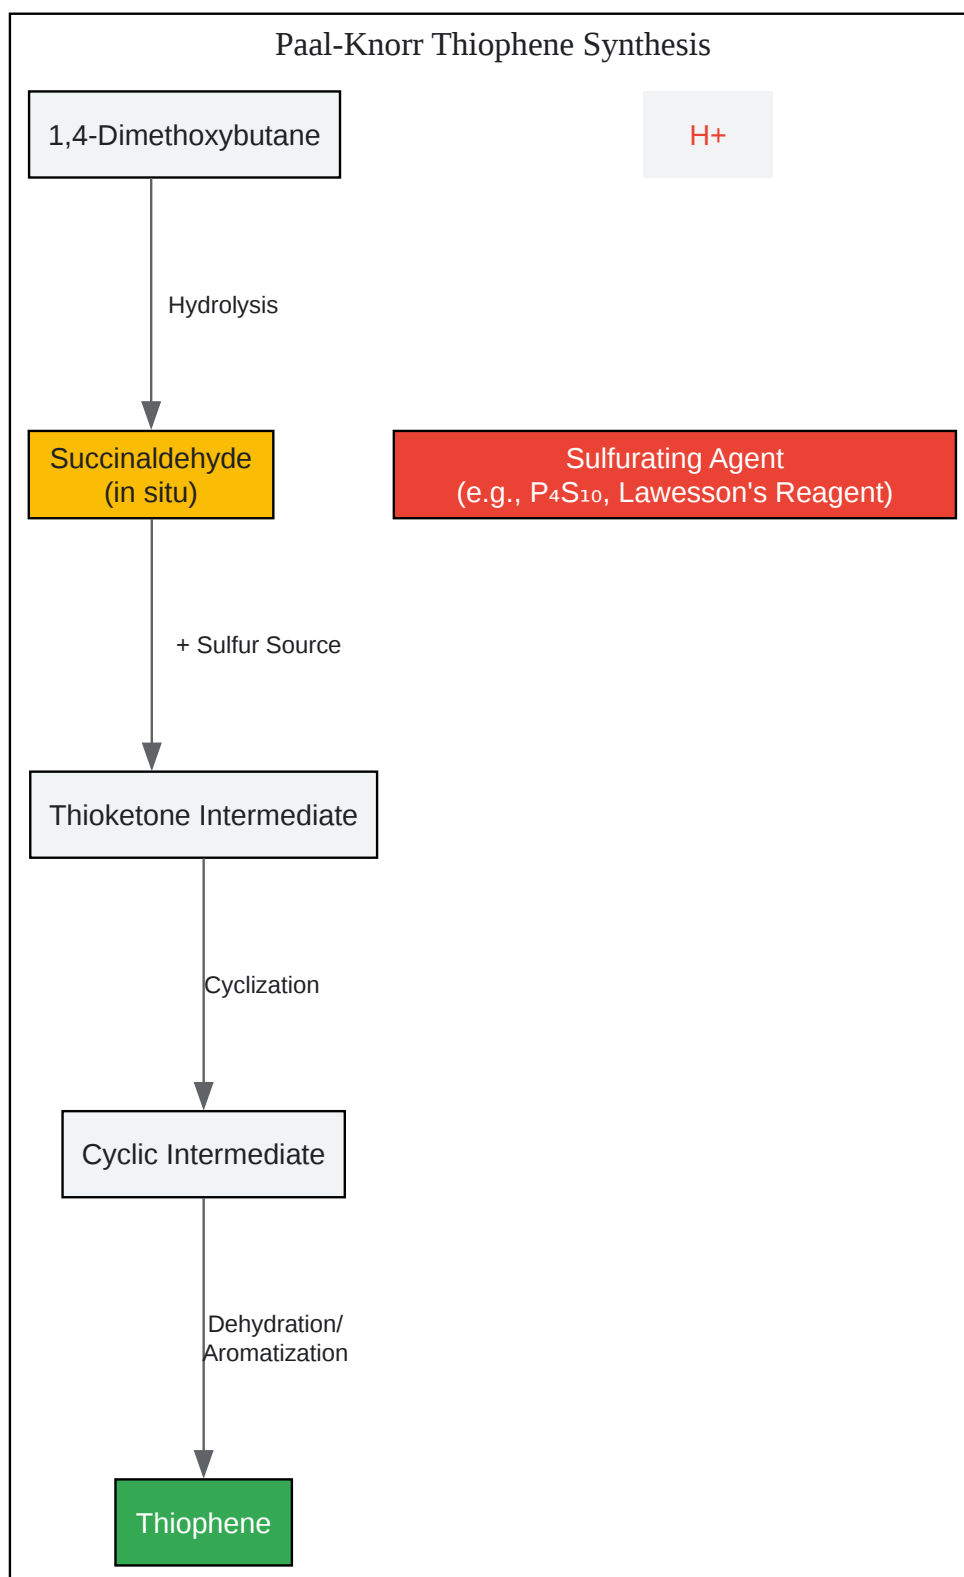 Paal-Knorr Thiophene Synthesis
1,4-Dimethoxybutane
H+
Hydrolysis
Succinaldehyde
(in situ)
Sulfurating Agent
(e.g., P₄S₁₀, Lawesson's Reagent)
+ Sulfur Source
Thioketone Intermediate
Cyclization
Cyclic Intermediate
Dehydration/
Aromatization
Thiophene